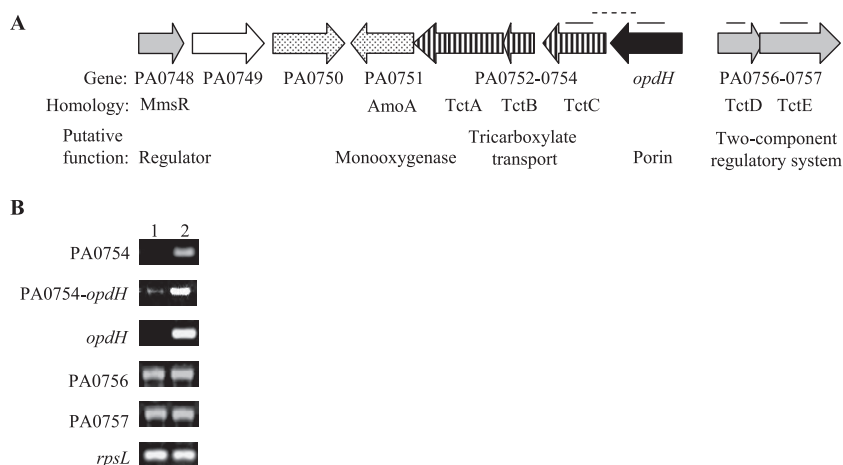 A
Gene: PA0748 PA0749 PA0750 PA0751 PA0752-0754 opdH PA0756-0757
Homology: MmsR AmoA TctA TctB TctC TctD TctE
Putative function: Regulator Monooxygenase Tricarboxylate transport Porin Two-component regulatory system
B
1 2
PA0754
PA0754-opdH
opdH
PA0756
PA0757
rpsL